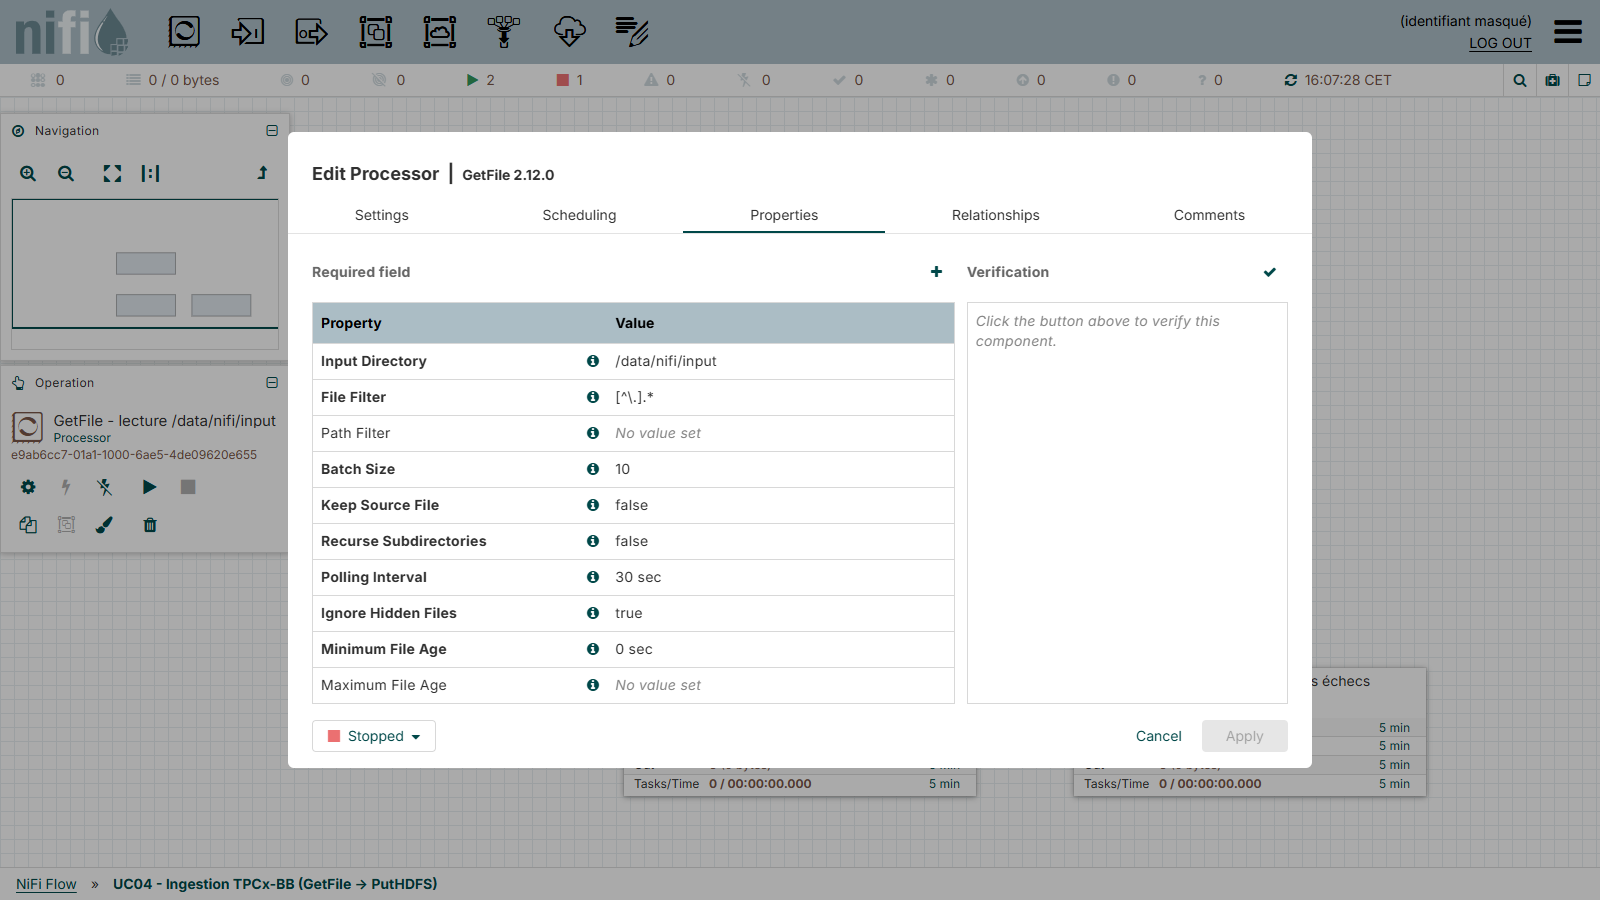 nifi
(identifiant masqué)
LOG OUT
0
0 / 0 bytes
0
0
2
1
0
0
0
0
0
0
0
16:07:28 CET
Navigation
Operation
GetFile - lecture /data/nifi/input
Processor
e9ab6cc7-01a1-1000-6ae5-4de09620e655
Edit Processor | GetFile 2.12.0
Settings
Scheduling
Properties
Relationships
Comments
Required field
Verification
Property Value
Input Directory /data/nifi/input
File Filter [^\.].*
Path Filter No value set
Batch Size 10
Keep Source File false
Recurse Subdirectories false
Polling Interval 30 sec
Ignore Hidden Files true
Minimum File Age 0 sec
Maximum File Age No value set
Click the button above to verify this
component.
Stopped
Cancel
Apply
s échecs
5 min
5 min
5 min
Tasks/Time 0 / 00:00:00.000 5 min
Tasks/Time 0 / 00:00:00.000 5 min
NiFi Flow » UC04 - Ingestion TPCx-BB (GetFile → PutHDFS)